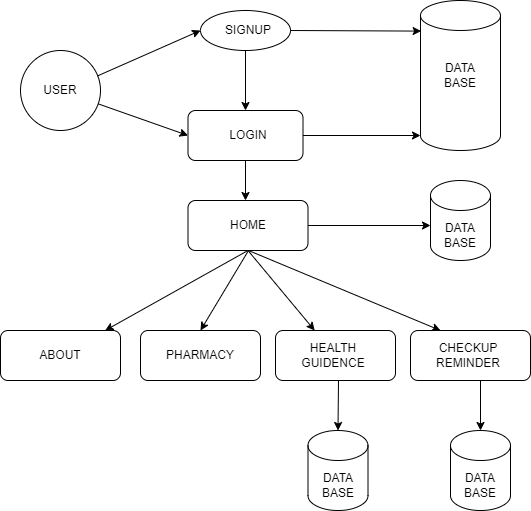 SIGNUP
DATA
BASE
USER
LOGIN
HOME
DATA
BASE
ABOUT
PHARMACY
HEALTH
GUIDENCE
CHECKUP
REMINDER
DATA
BASE
DATA
BASE